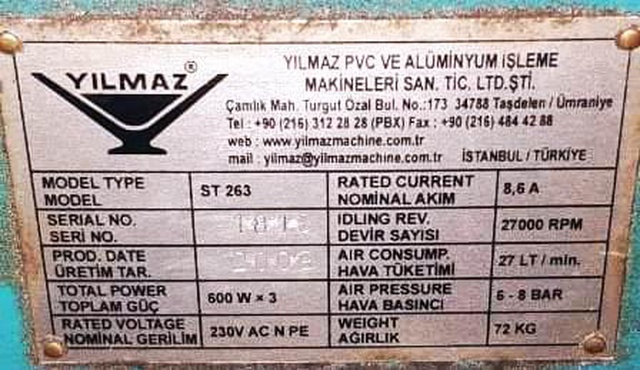 YILMAZ ®
YILMAZ PVC VE ALÜMİNYUM İŞLEME
MAKİNELERİ SAN. TİC. LTD.ŞTİ.
Çamlık Mah. Turgut Özal Bul. No.:173 34788 Taşdelen / Ümraniye
Tel : +90 (216) 312 28 28 (PBX) Fax : +90 (216) 484 42 88
web : www.yilmazmachine.com.tr
mail : yilmaz@yilmazmachine.com.tr İSTANBUL / TÜRKİYE
MODEL TYPE
MODEL
ST 263
RATED CURRENT
NOMİNAL AKIM
8,6 A
SERIAL NO.
SERİ NO.
IDLING REV.
DEVİR SAYISI
27000 RPM
PROD. DATE
ÜRETİM TAR.
AIR CONSUMP.
HAVA TÜKETİMİ
27 LT / min.
TOTAL POWER
TOPLAM GÜÇ
600 W × 3
AIR PRESSURE
HAVA BASINCI
6 - 8 BAR
RATED VOLTAGE
NOMİNAL GERİLİM
230V AC N PE
WEIGHT
AĞIRLIK
72 KG